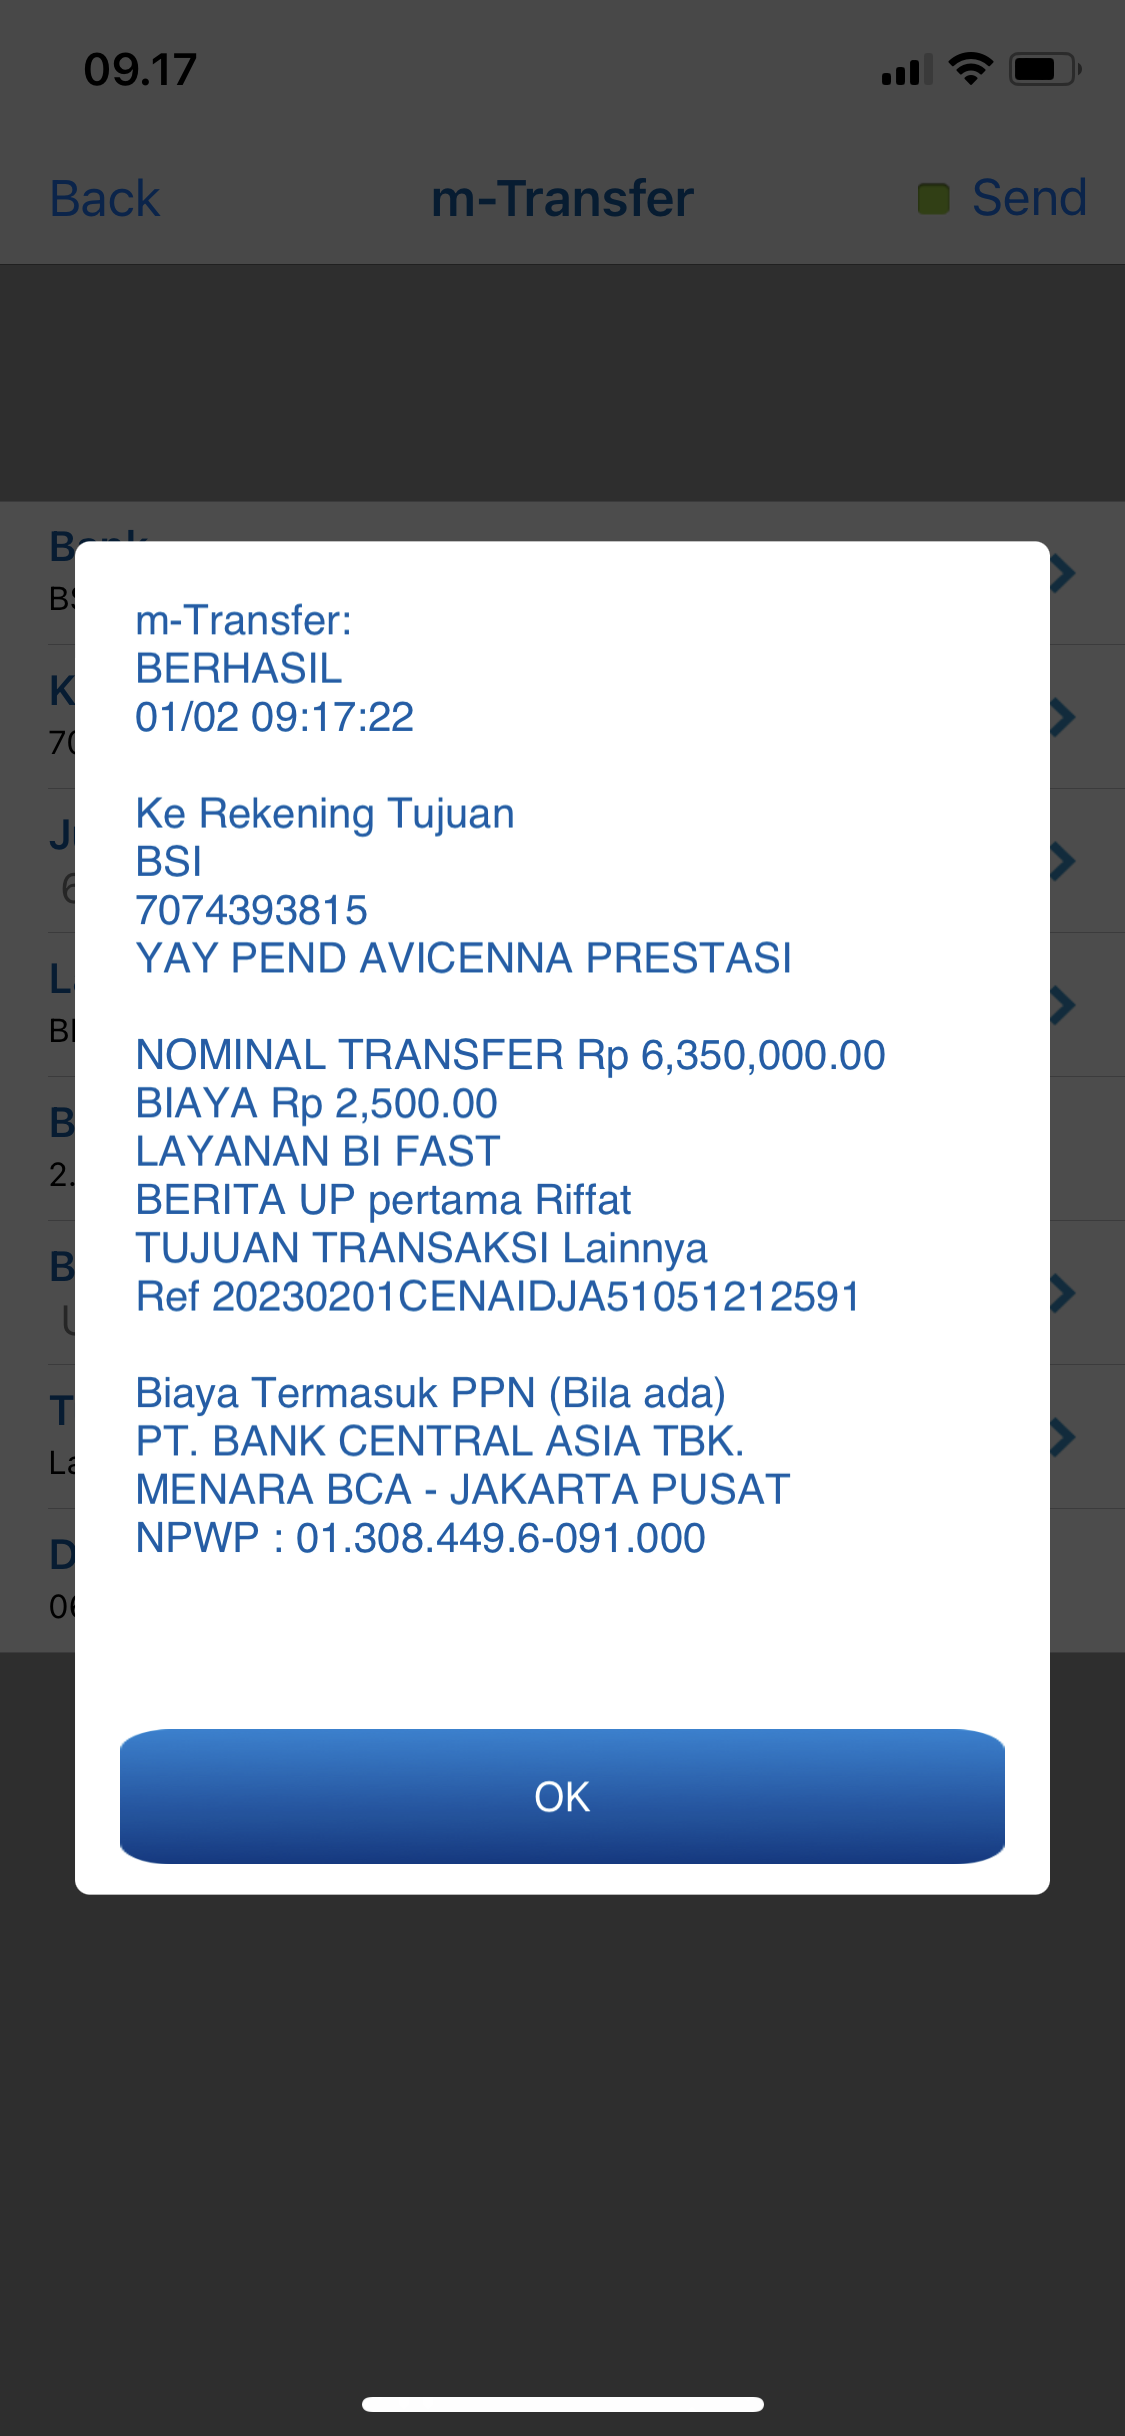 09.17
Back
m-Transfer
Send
m-Transfer:
BERHASIL
01/02 09:17:22
Ke Rekening Tujuan
BSI
7074393815
YAY PEND AVICENNA PRESTASI
NOMINAL TRANSFER Rp 6,350,000.00
BIAYA Rp 2,500.00
LAYANAN BI FAST
BERITA UP pertama Riffat
TUJUAN TRANSAKSI Lainnya
Ref 20230201CENAIDJA51051212591
Biaya Termasuk PPN (Bila ada)
PT. BANK CENTRAL ASIA TBK.
MENARA BCA - JAKARTA PUSAT
NPWP : 01.308.449.6-091.000
OK